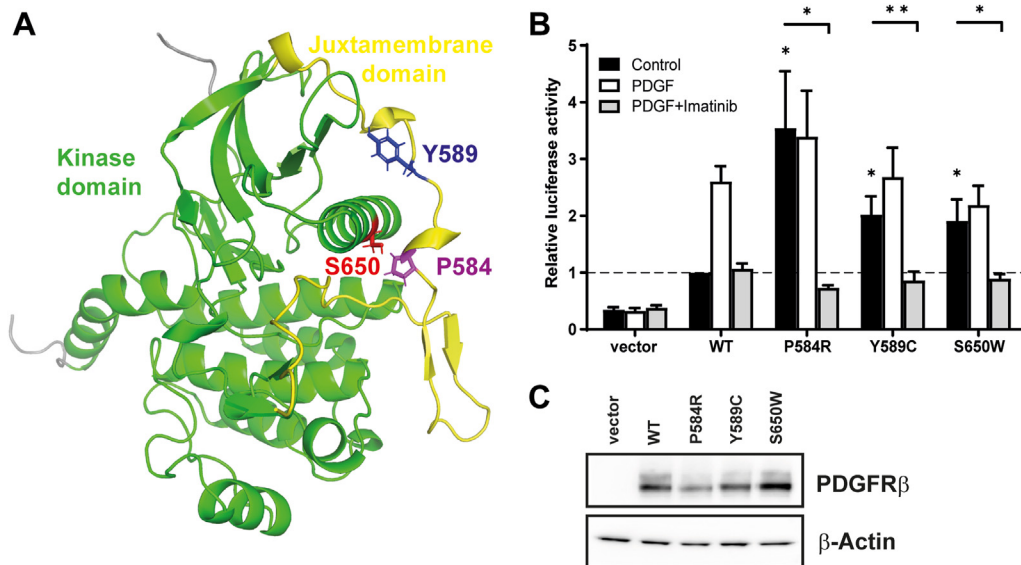 A
Juxtamembrane
domain
Kinase
domain
Y589
S650
P584
B
* ** *
Relative luciferase activity
5
4
3
2
1
0
Control
PDGF
PDGF+Imatinib
*
*
*
vector WT P584R Y589C S650W
C
vector WT P584R Y589C S650W
PDGFRβ
β-Actin